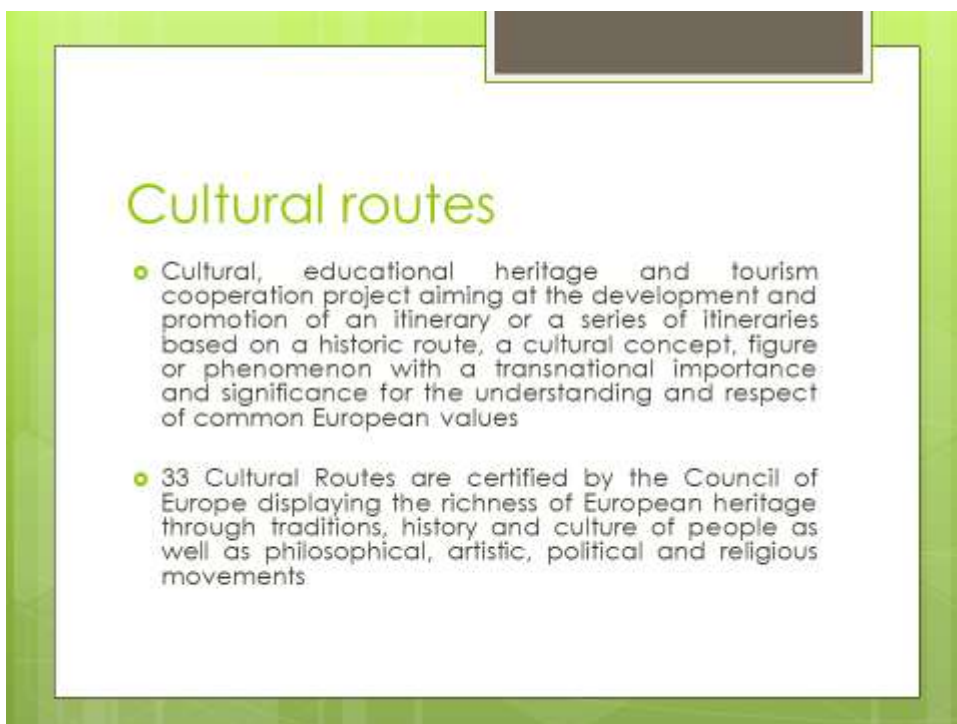 Cultural routes
Cultural, educational heritage and tourism
cooperation project aiming at the development and
promotion of an itinerary or a series of itineraries
based on a historic route, a cultural concept, figure
or phenomenon with a transnational importance
and significance for the understanding and respect
of common European values
33 Cultural Routes are certified by the Council of
Europe displaying the richness of European heritage
through traditions, history and culture of people as
well as philosophical, artistic, political and religious
movements